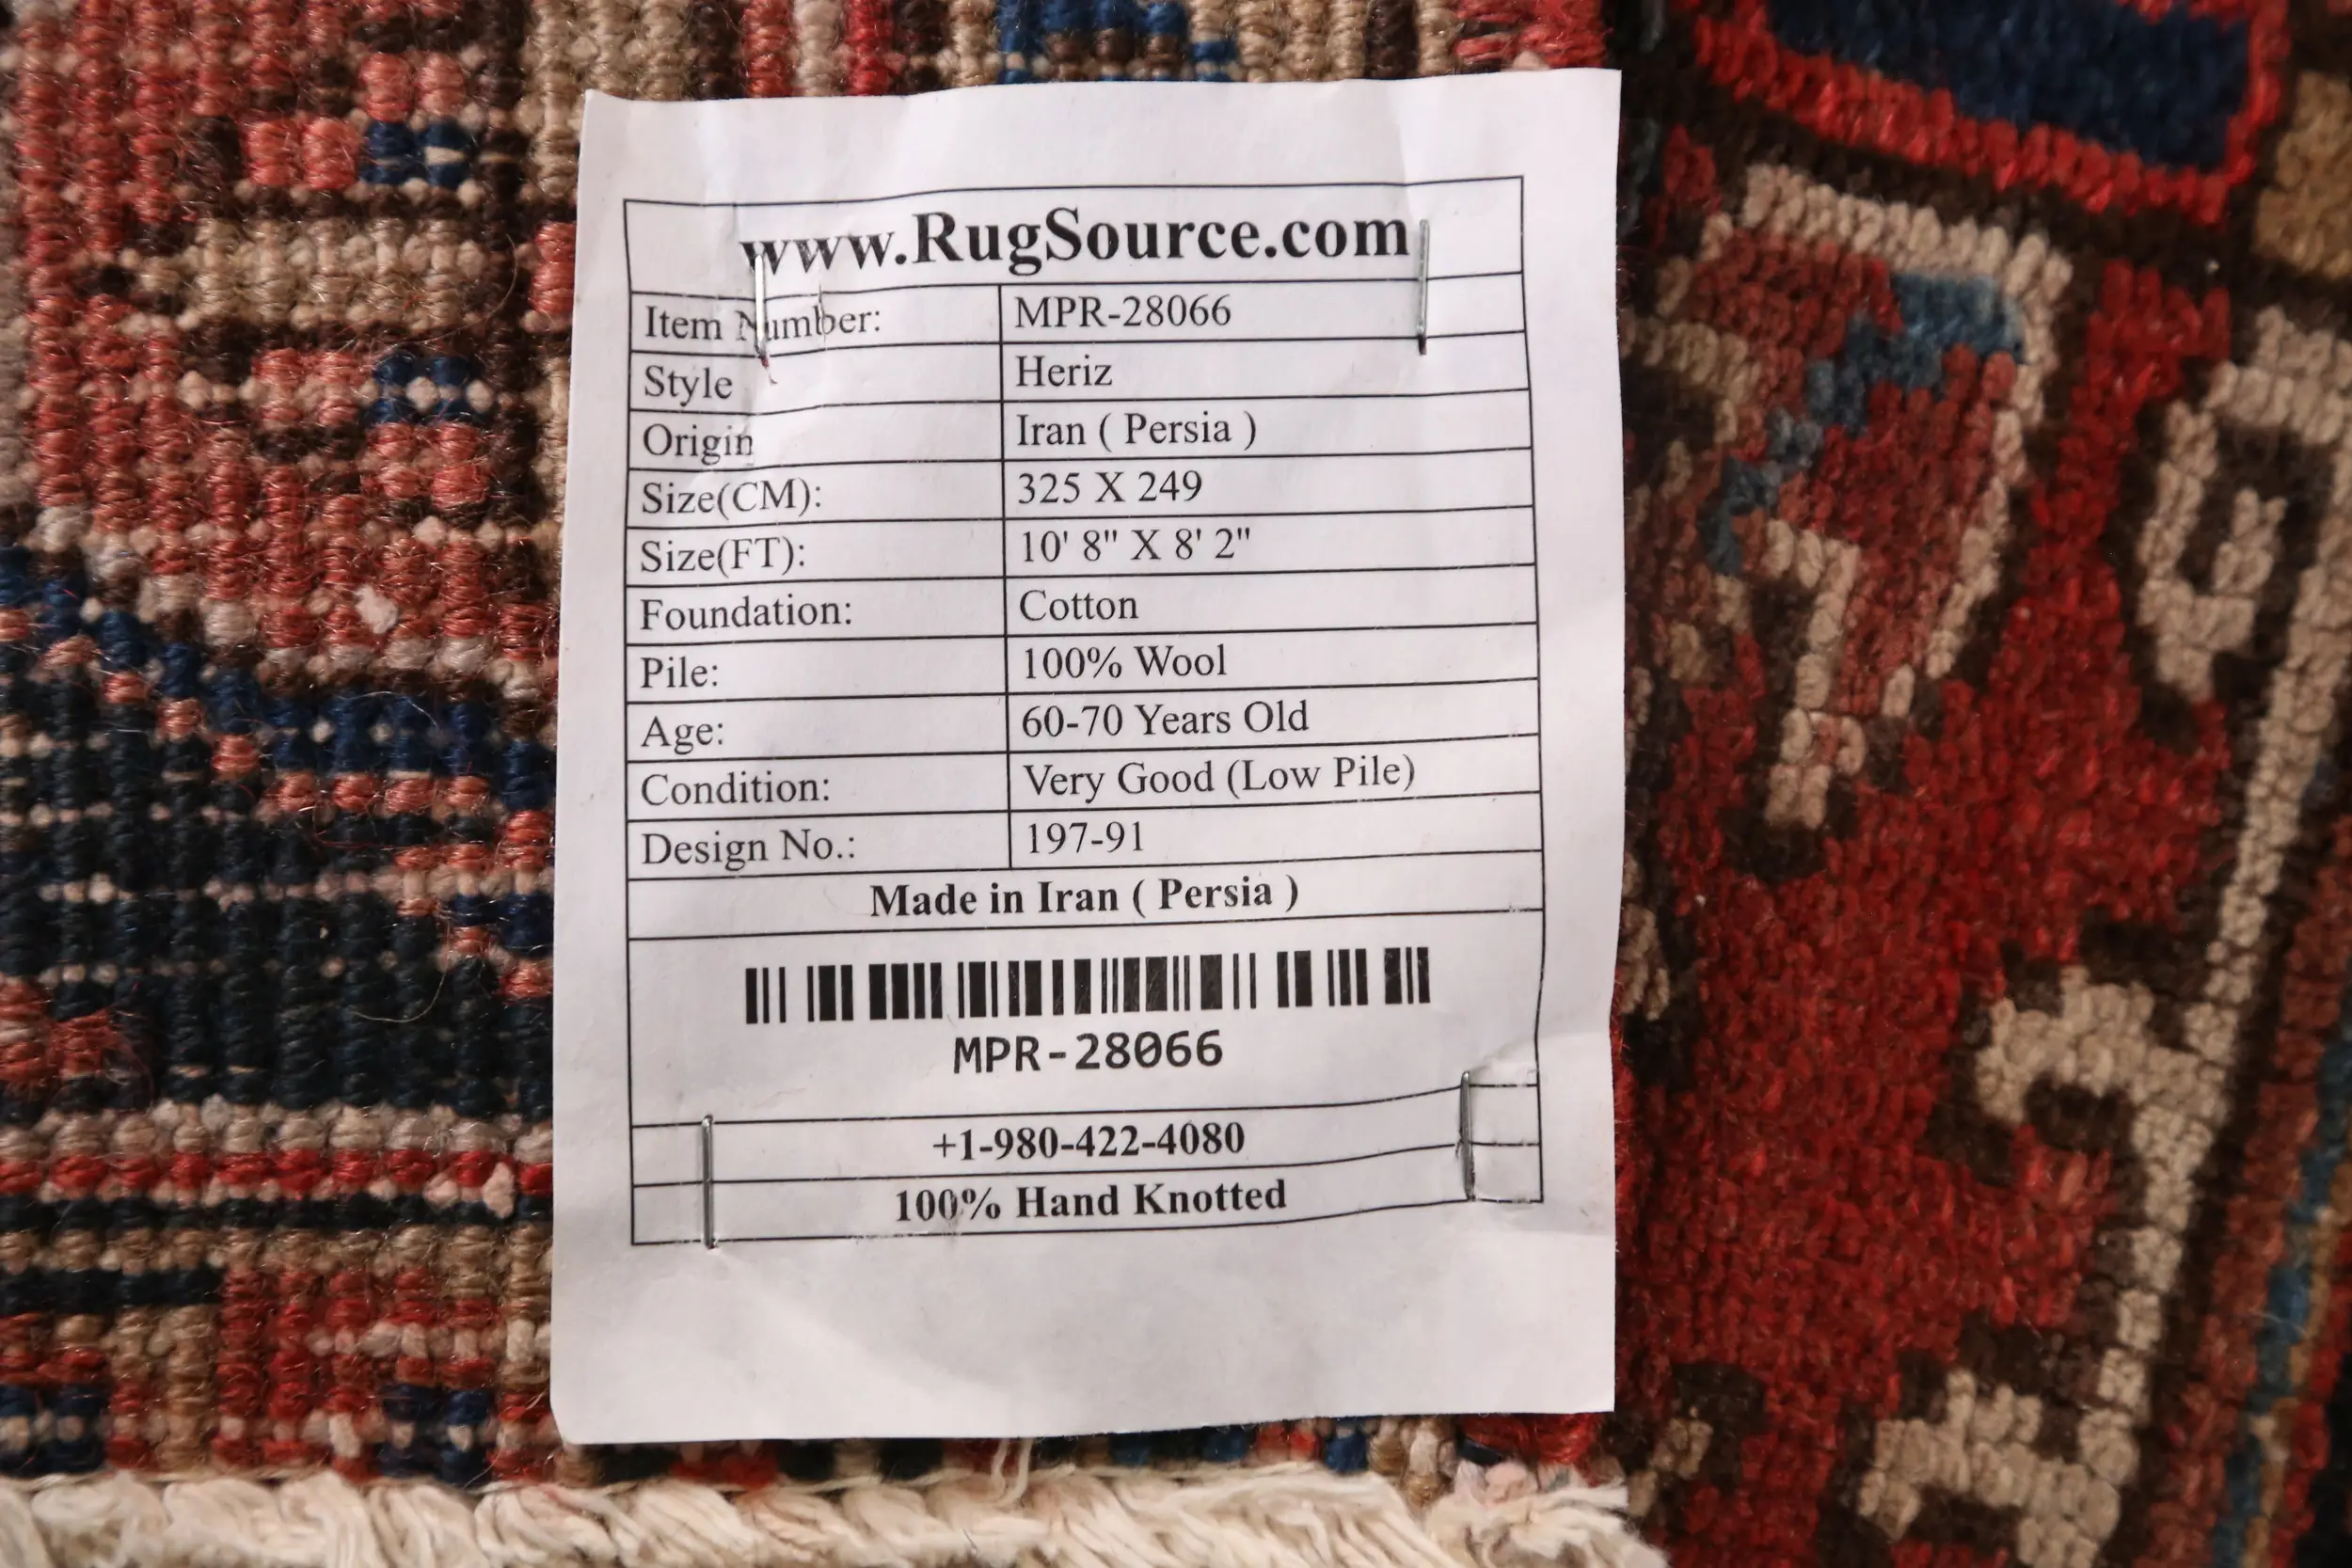 www.RugSource.com
Item Number: MPR-28066
Style Heriz
Origin Iran ( Persia )
Size(CM): 325 X 249
Size(FT): 10' 8" X 8' 2"
Foundation: Cotton
Pile: 100% Wool
Age: 60-70 Years Old
Condition: Very Good (Low Pile)
Design No.: 197-91
Made in Iran ( Persia )
MPR-28066
+1-980-422-4080
100% Hand Knotted